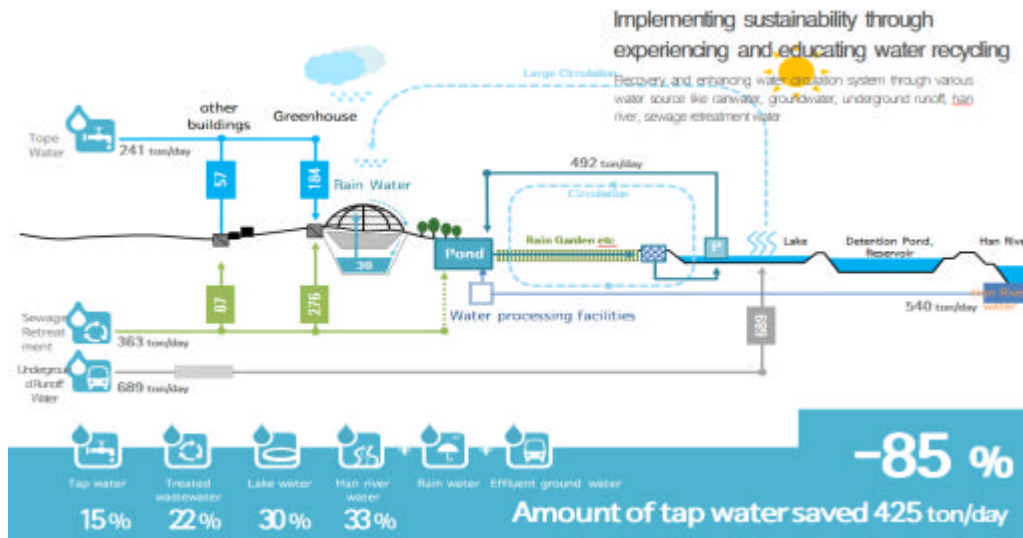 Implementing sustainability through
experiencing and educating water recycling
Recovery and enhancing water circulation system through various
water source like rainwater, groundwater, underground runoff, han
river, sewage retreatment water
Large Circulation
other
buildings
Greenhouse
Tope
Water
241 ton/day
57
184
Rain Water
492 ton/day
Circulation
30
Pond
Rain Garden etc
P
Lake
Detention Pond,
Reservoir
Han Rive
Han River
water
540 ton/day
Water processing facilities
87
276
689
Sewage
Retreat
ment
363 ton/day
Undergroun
d Runoff
Water
689 ton/day
Tap water
15%
Treated
wastewater
22%
Lake water
30%
Han river
water
33%
+
Rain water
+
Effluent ground water
-85 %
Amount of tap water saved 425 ton/day